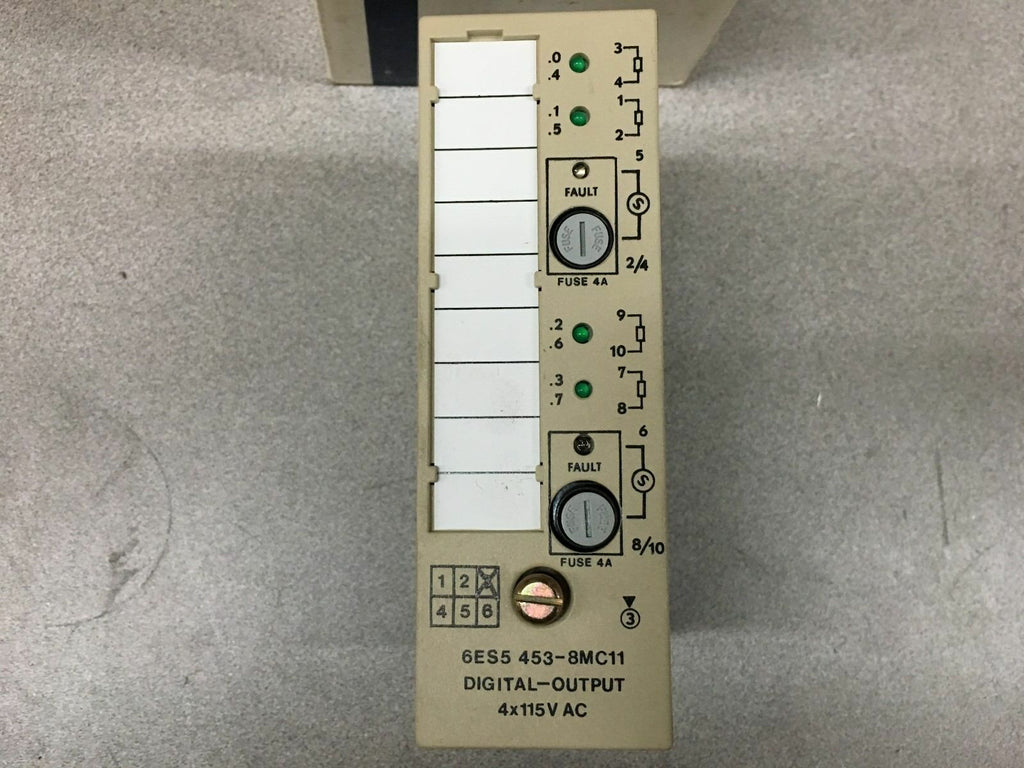 .0
.4
3
4
.1
.5
1
2
5
FAULT
FUSE FUSE
2/4
FUSE 4A
.2
.6
9
10
.3
.7
7
8
6
FAULT
8/10
FUSE 4A
1 2
4 5 6
3
6ES5 453-8MC11
DIGITAL-OUTPUT
4x115V AC